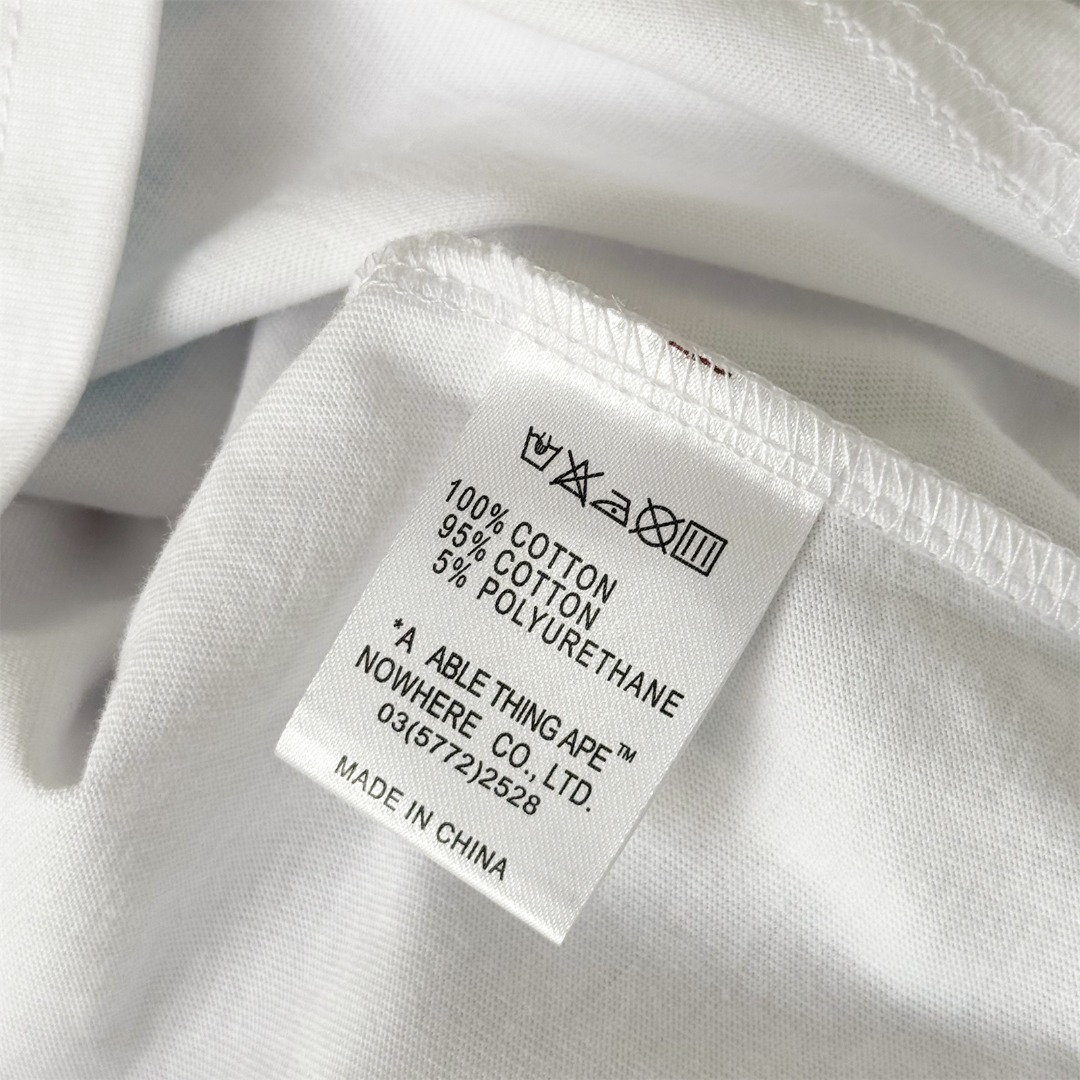 100% COTTON
95% COTTON
5% POLYURETHANE
*A ABLE THING APE™
NOWHERE CO., LTD.
03(5772)2528
MADE IN CHINA